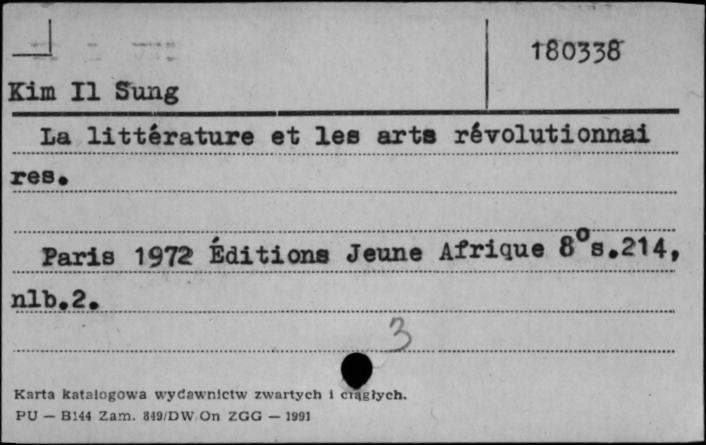 180338
Kim Il Sung
La littérature et les arts révolutionnai
res.
Paris 1972 Éditions Jeune Afrique 8° s.214,
nlb.2.
3
Karta katalogowa wydawnictw zwartych i ciągłych.
PU — B144 Zam. 849/DW On ZGG — 1991